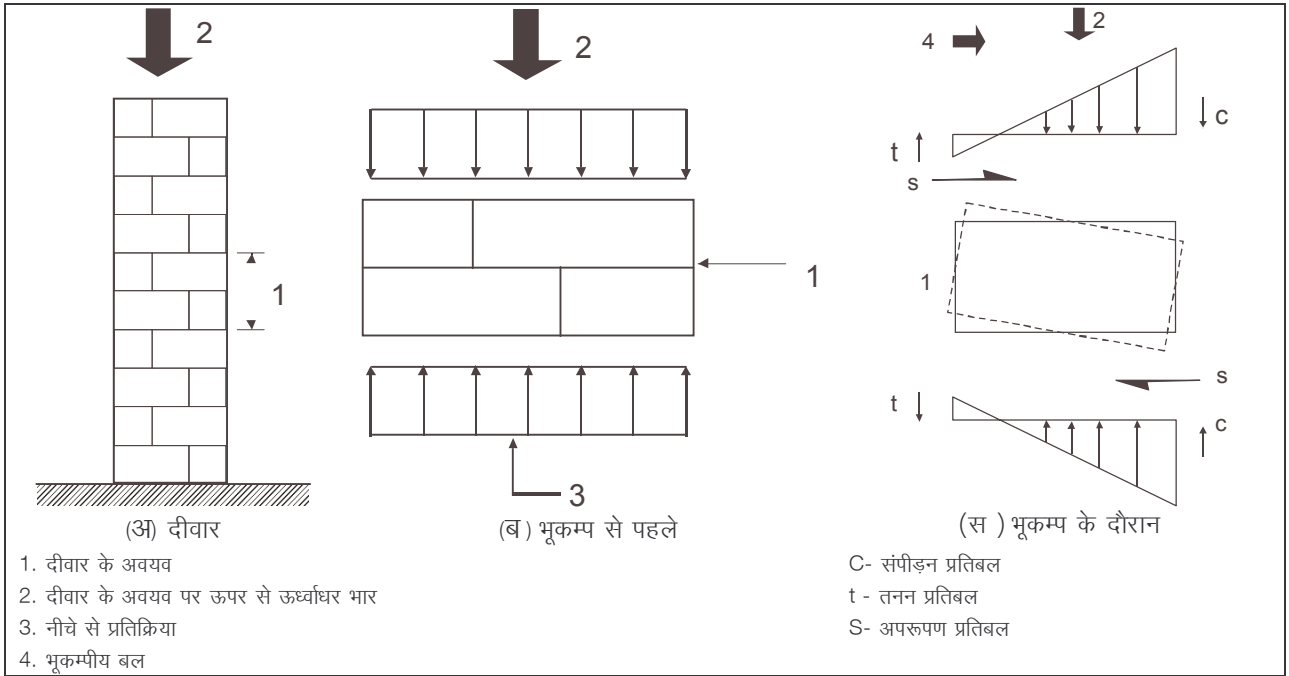 2
2
4
2
c
t
s
1
1
1
s
t
c
3
(अ) दीवार
(ब) भूकम्प से पहले
(स ) भूकम्प के दौरान
1. दीवार के अवयव
2. दीवार के अवयव पर ऊपर से ऊर्ध्वाधर भार
3. नीचे से प्रतिक्रिया
4. भूकम्पीय बल
C- संपीड़न प्रतिबल
t - तनन प्रतिबल
S- अपरूपण प्रतिबल